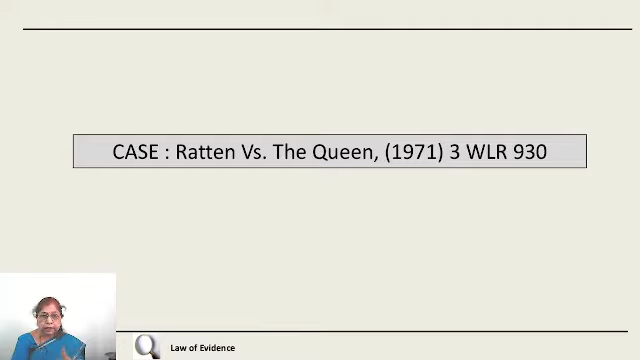 CASE : Ratten Vs. The Queen, (1971) 3 WLR 930
Law of Evidence